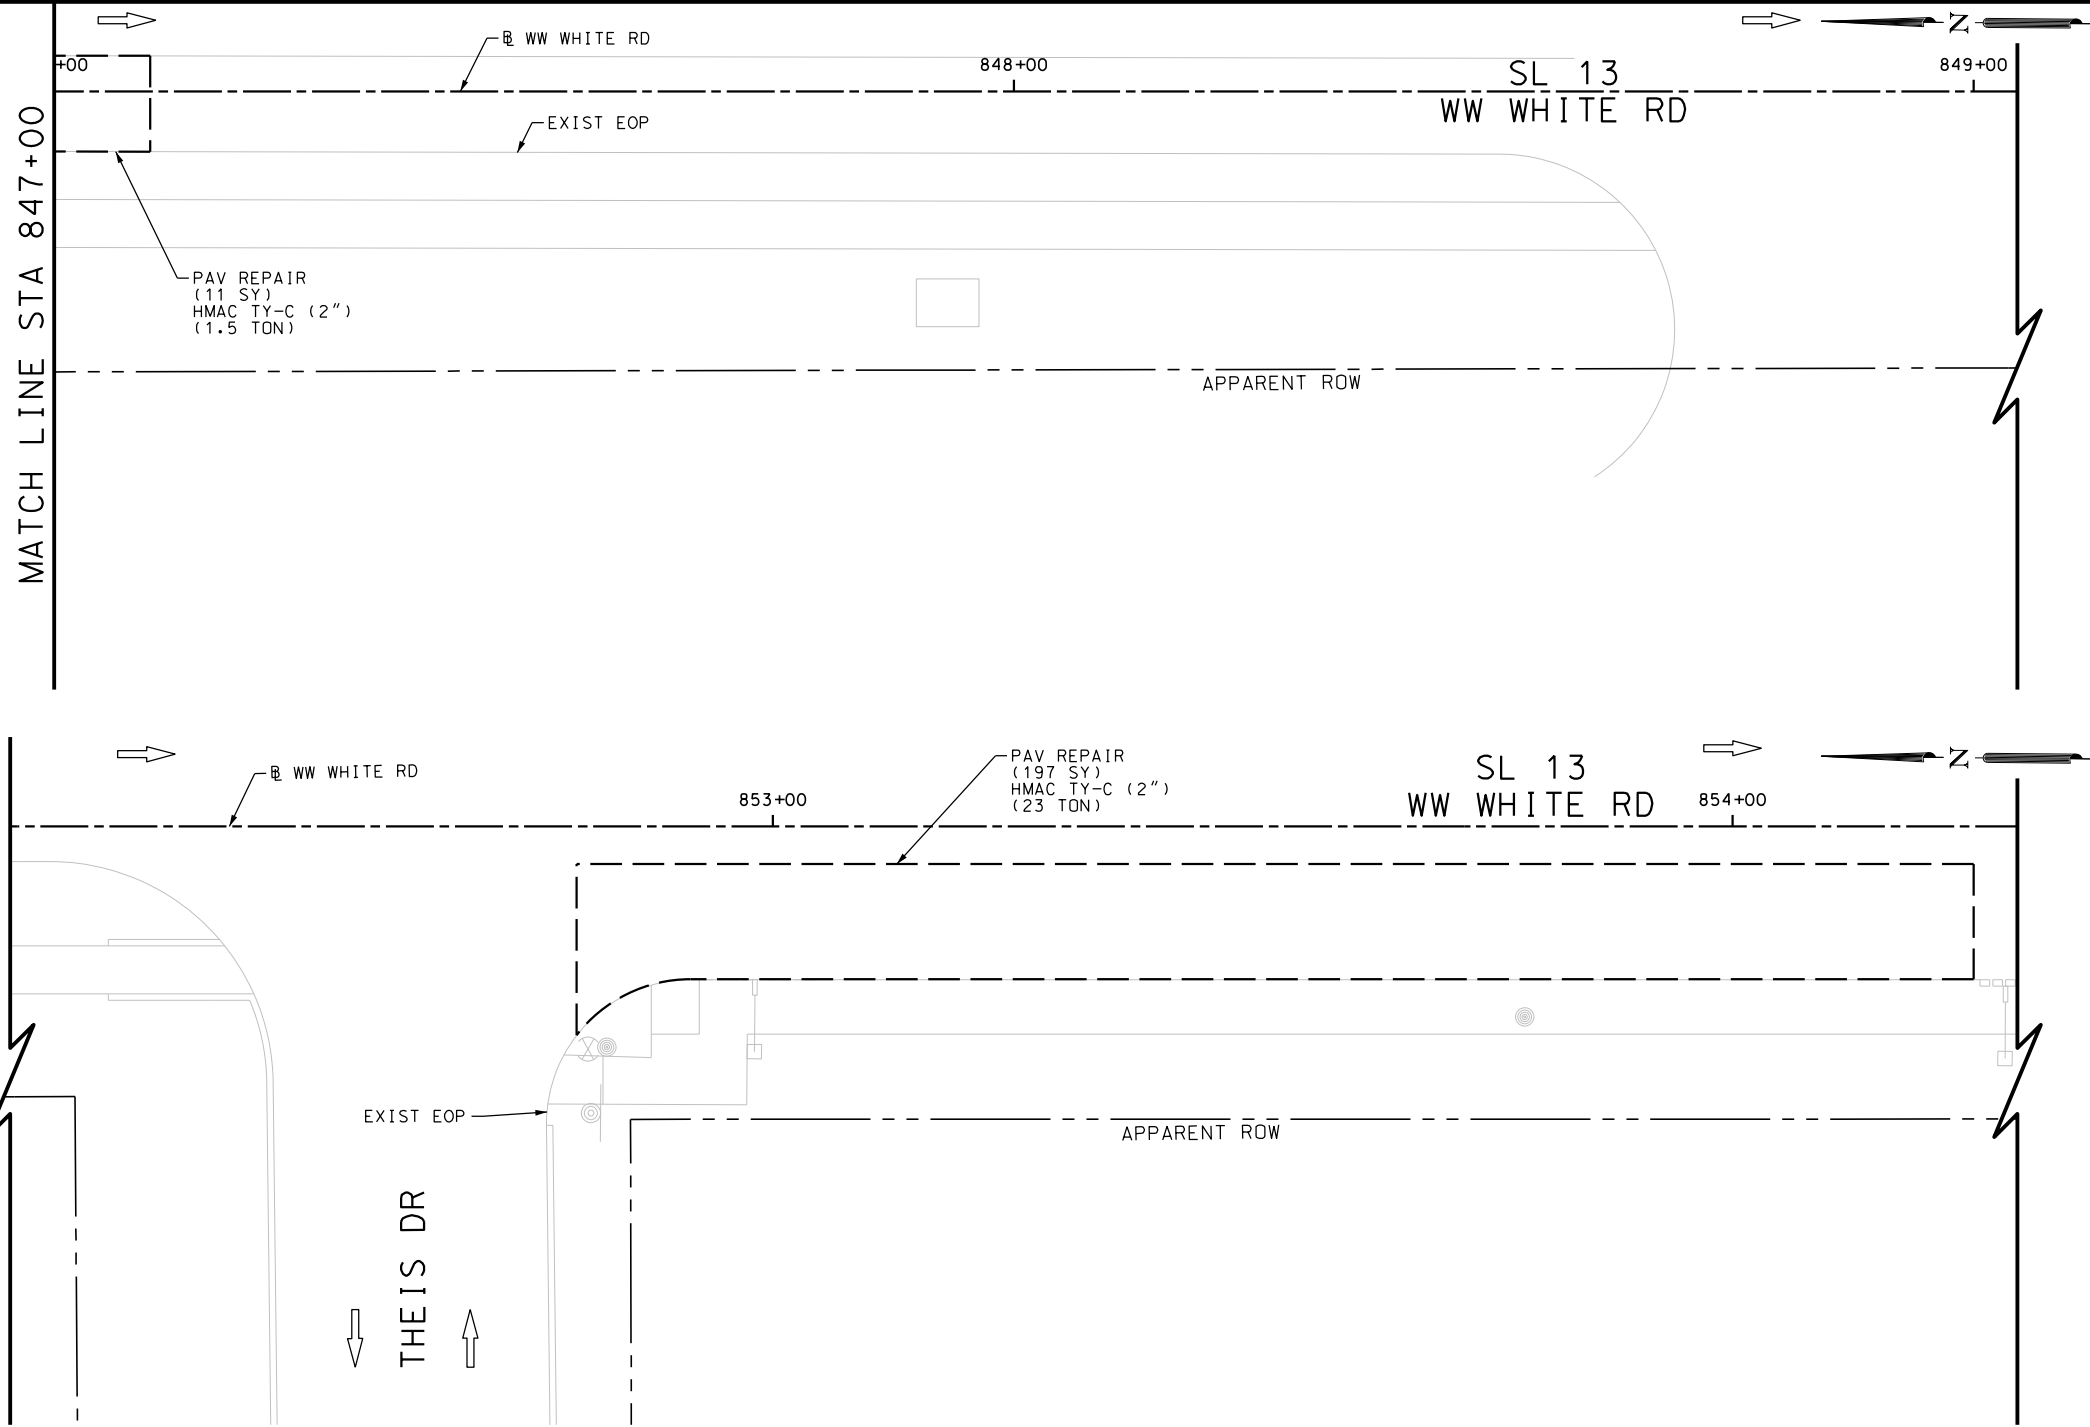 N
℄ WW WHITE RD
+00
848+00
849+00
SL 13
WW WHITE RD
EXIST EOP
MATCH LINE STA 847+00
PAV REPAIR
(11 SY)
HMAC TY-C (2")
(1.5 TON)
APPARENT ROW
N
℄ WW WHITE RD
PAV REPAIR
(197 SY)
HMAC TY-C (2")
(23 TON)
SL 13
WW WHITE RD
853+00
854+00
EXIST EOP
APPARENT ROW
THEIS DR